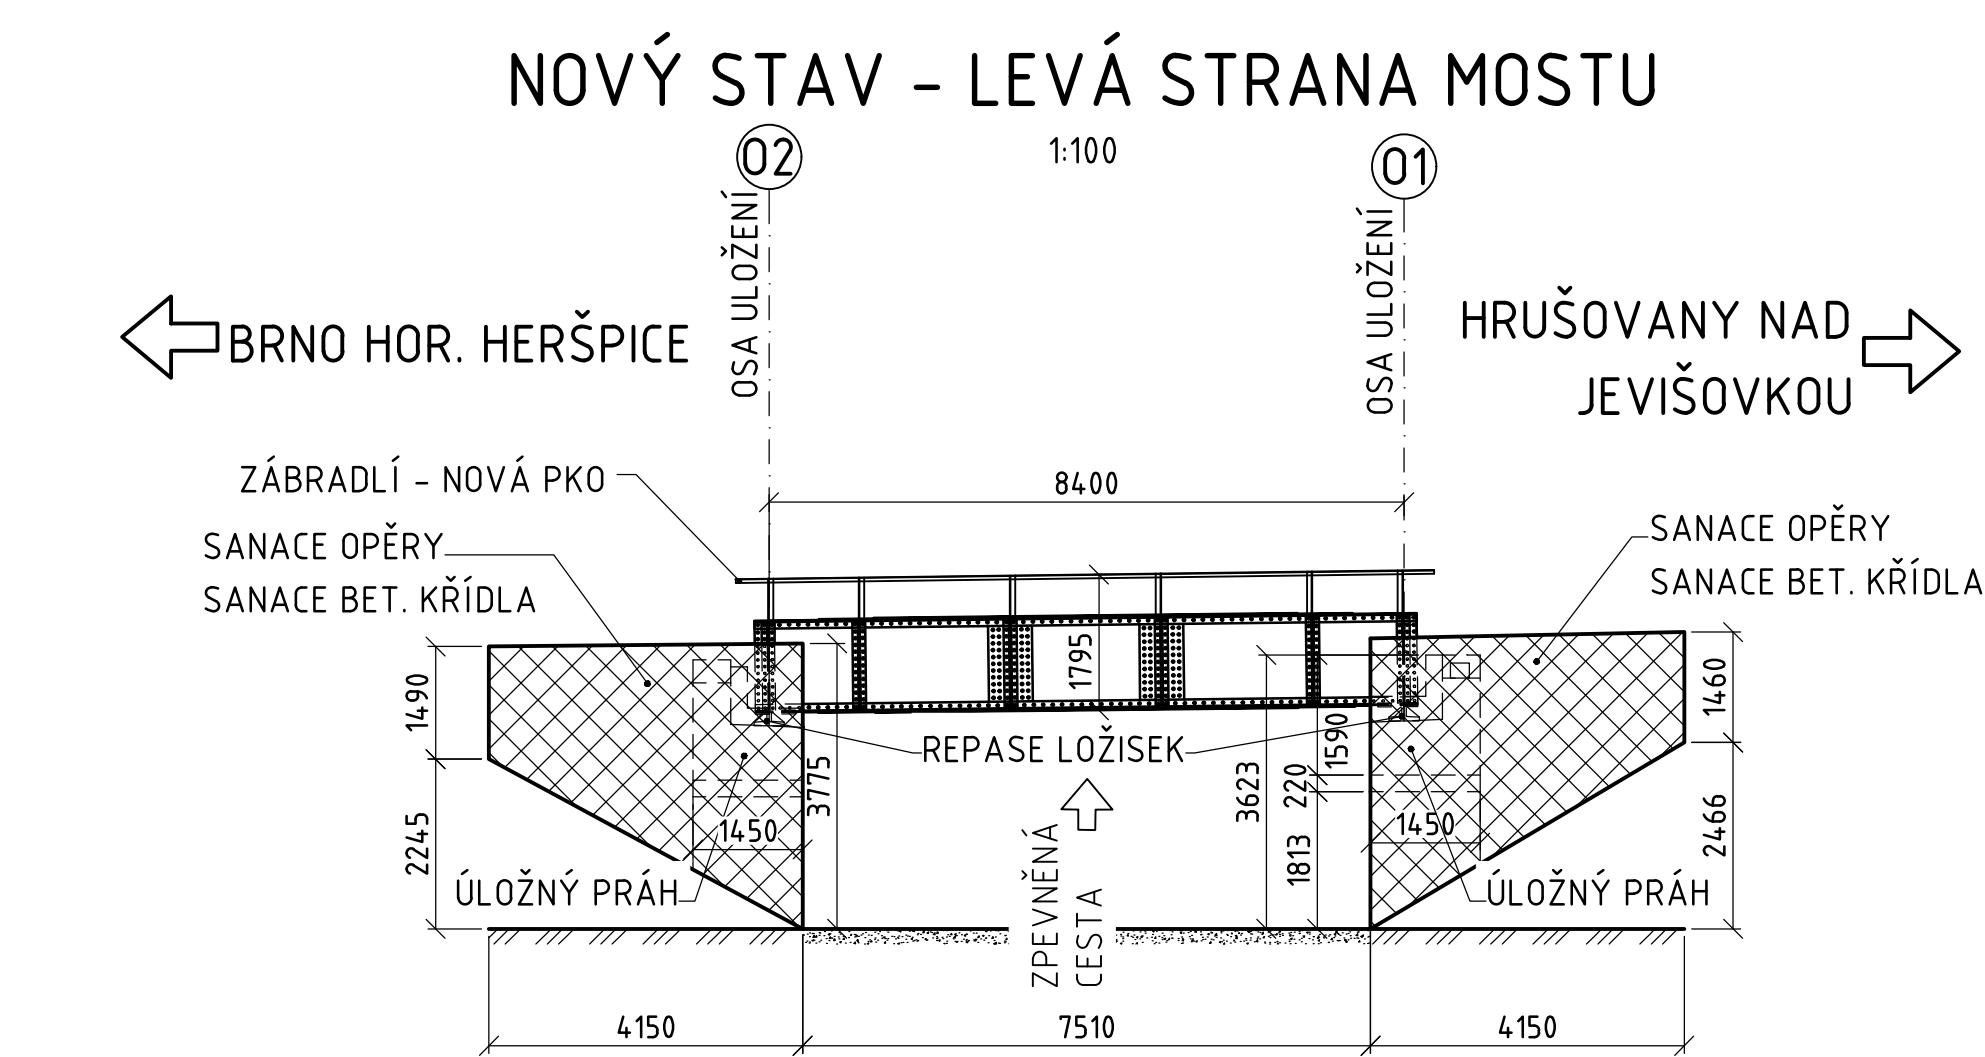 NOVÝ STAV - LEVÁ STRANA MOSTU
1:100
O2
O1
OSA ULOŽENÍ
OSA ULOŽENÍ
BRNO HOR. HERŠPICE
HRUŠOVANY NAD
JEVIŠOVKOU
ZÁBRADLÍ - NOVÁ PKO
8400
SANACE OPĚRY
SANACE BET. KŘÍDLA
SANACE OPĚRY
SANACE BET. KŘÍDLA
1490
2245
1795
3775
REPASE LOŽISEK
3623
1590
220
1813
1460
2466
1450
1450
ÚLOŽNÝ PRÁH
ÚLOŽNÝ PRÁH
ZPEVNĚNÁ
CESTA
4150
7510
4150